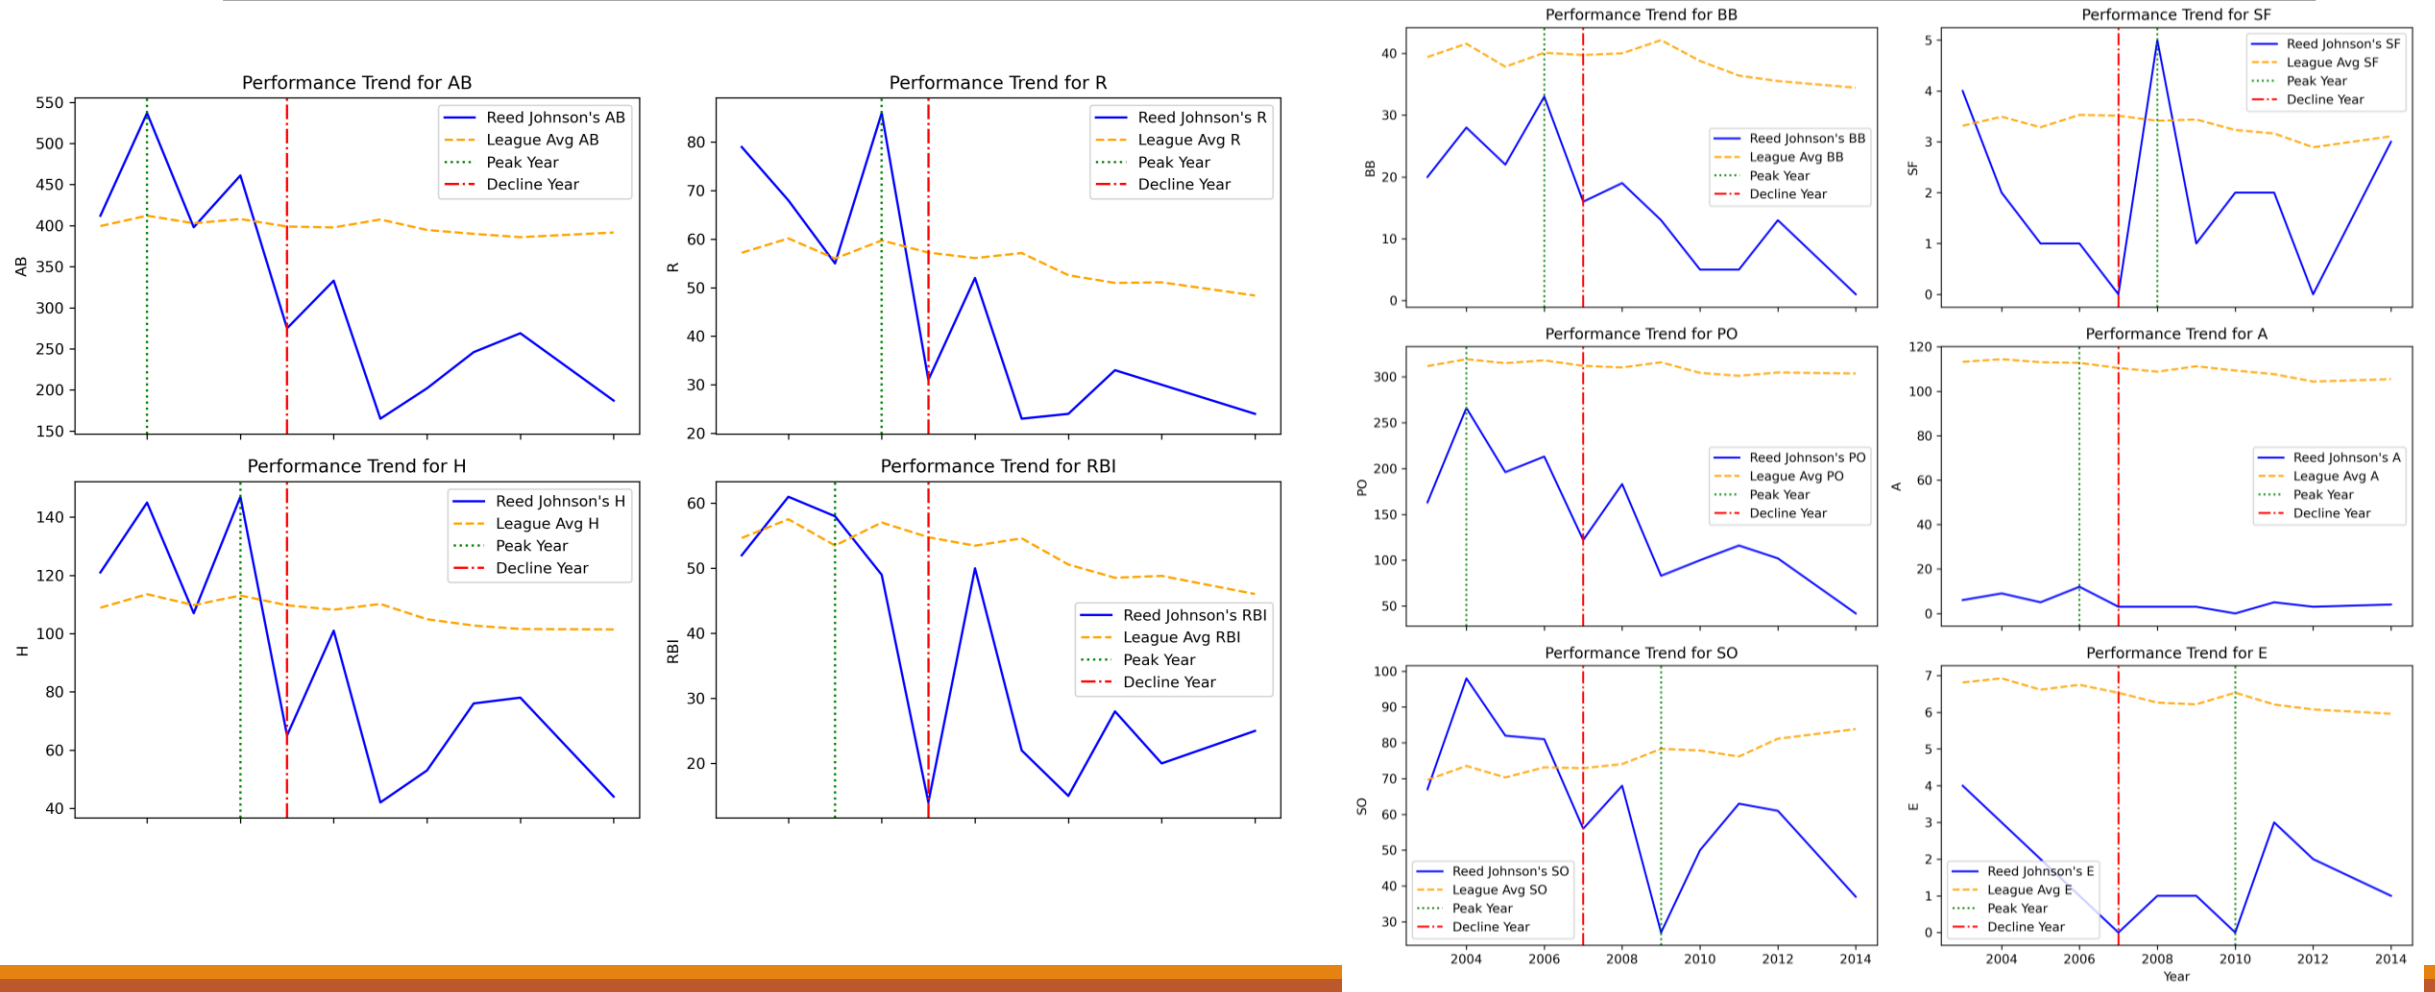 Performance Trend for AB
AB
550
500
450
400
350
300
250
200
150
Reed Johnson's AB
League Avg AB
Peak Year
Decline Year
Performance Trend for R
R
80
70
60
50
40
30
20
Reed Johnson's R
League Avg R
Peak Year
Decline Year
Performance Trend for H
H
140
120
100
80
60
40
Reed Johnson's H
League Avg H
Peak Year
Decline Year
Performance Trend for RBI
RBI
60
50
40
30
20
Reed Johnson's RBI
League Avg RBI
Peak Year
Decline Year
Performance Trend for BB
BB
40
30
20
10
0
Reed Johnson's BB
League Avg BB
Peak Year
Decline Year
Performance Trend for SF
SF
5
4
3
2
1
0
Reed Johnson's SF
League Avg SF
Peak Year
Decline Year
Performance Trend for PO
PO
300
250
200
150
100
50
Reed Johnson's PO
League Avg PO
Peak Year
Decline Year
Performance Trend for A
A
120
100
80
60
40
20
0
Reed Johnson's A
League Avg A
Peak Year
Decline Year
Performance Trend for SO
SO
100
90
80
70
60
50
40
30
Reed Johnson's SO
League Avg SO
Peak Year
Decline Year
2004 2006 2008 2010 2012 2014
Performance Trend for E
E
7
6
5
4
3
2
1
0
Reed Johnson's E
League Avg E
Peak Year
Decline Year
2004 2006 2008 2010 2012 2014
Year